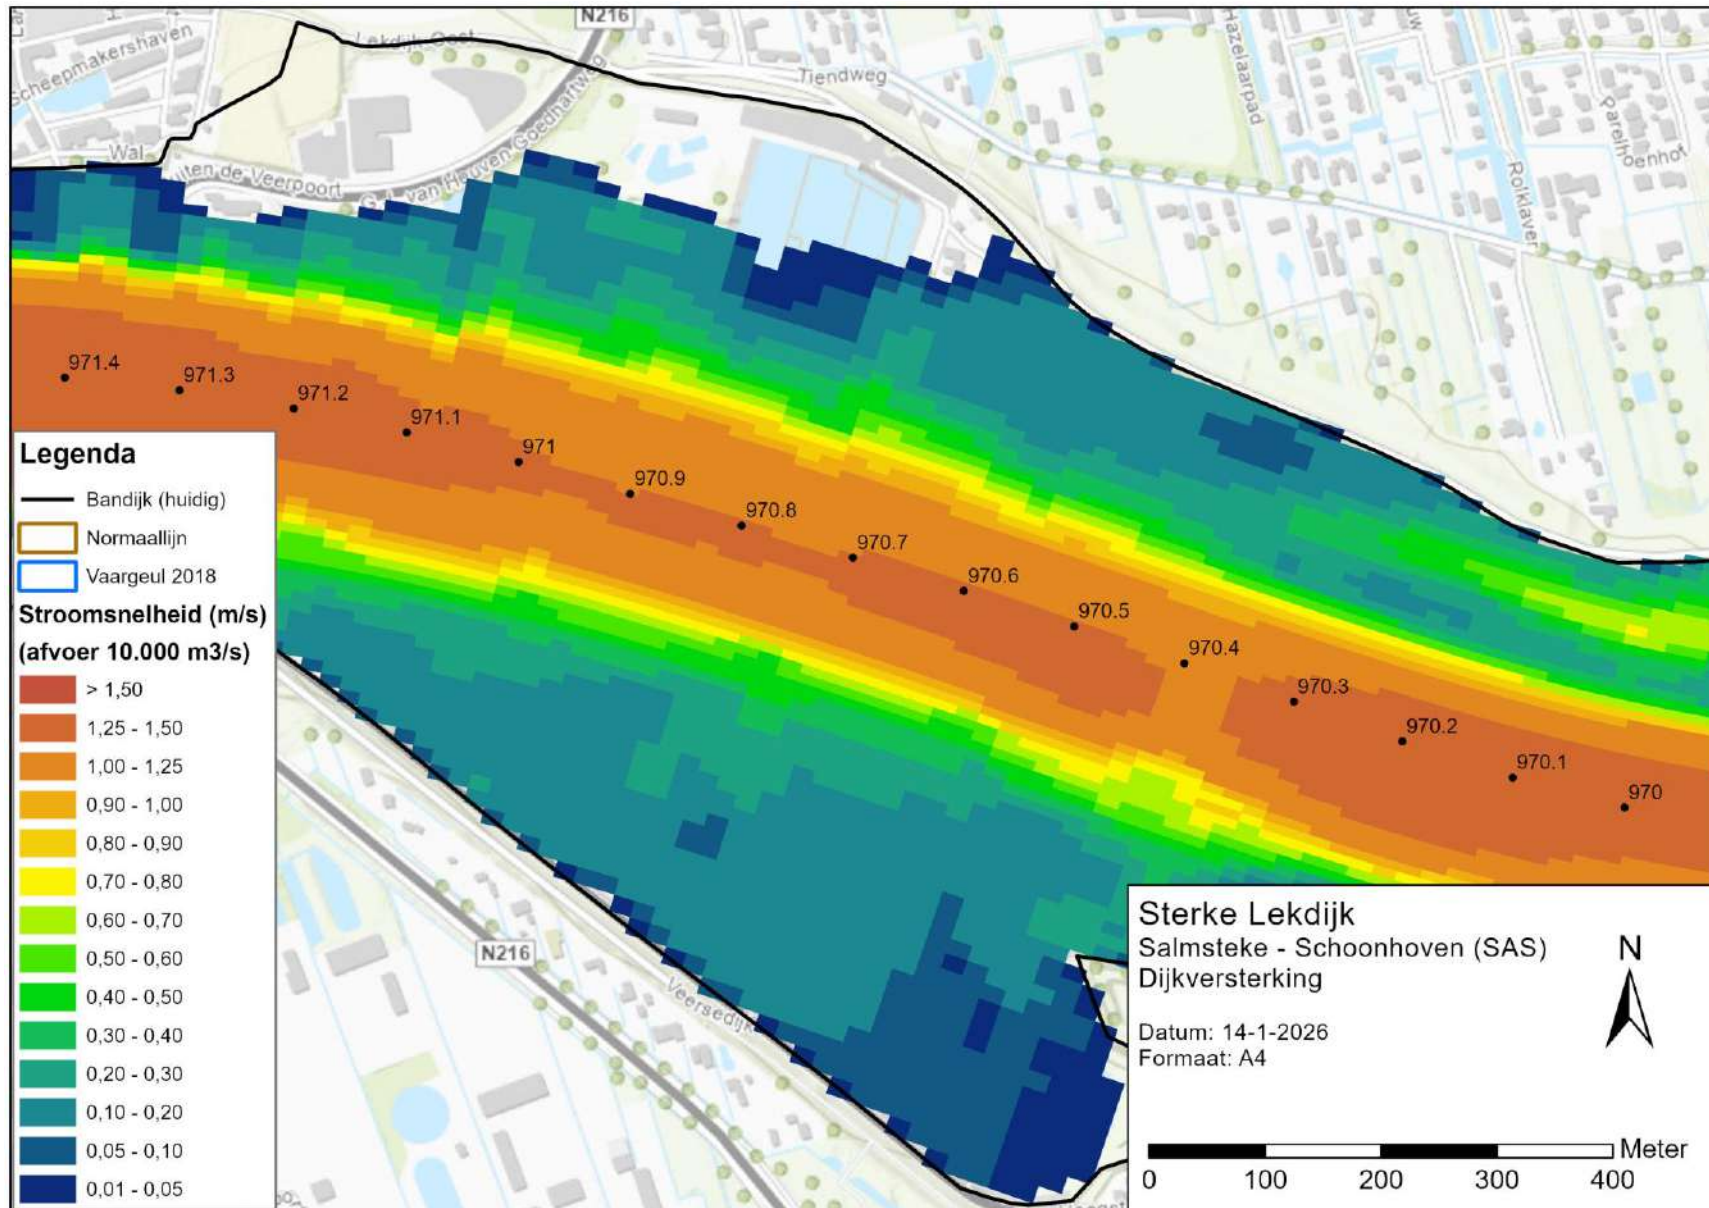 N216
Lekdijk Oost
Scheepmakershaven
Tiendweg
Hazelaarpad
Parelhoenhof
Rolklaver
Wal
uiten de Veerpoort
G.J. van Heuven Goedhartweg
971.4
971.3
971.2
971.1
971
970.9
970.8
970.7
970.6
970.5
970.4
970.3
970.2
970.1
970
Legenda
Bandijk (huidig)
Normaallijn
Vaargeul 2018
Stroomsnelheid (m/s)
(afvoer 10.000 m3/s)
> 1,50
1,25 - 1,50
1,00 - 1,25
0,90 - 1,00
0,80 - 0,90
0,70 - 0,80
0,60 - 0,70
0,50 - 0,60
0,40 - 0,50
0,30 - 0,40
0,20 - 0,30
0,10 - 0,20
0,05 - 0,10
0,01 - 0,05
N216
Veersedijk
Sterke Lekdijk
Salmsteke - Schoonhoven (SAS)
Dijkversterking
N
Datum: 14-1-2026
Formaat: A4
Meter
0 100 200 300 400